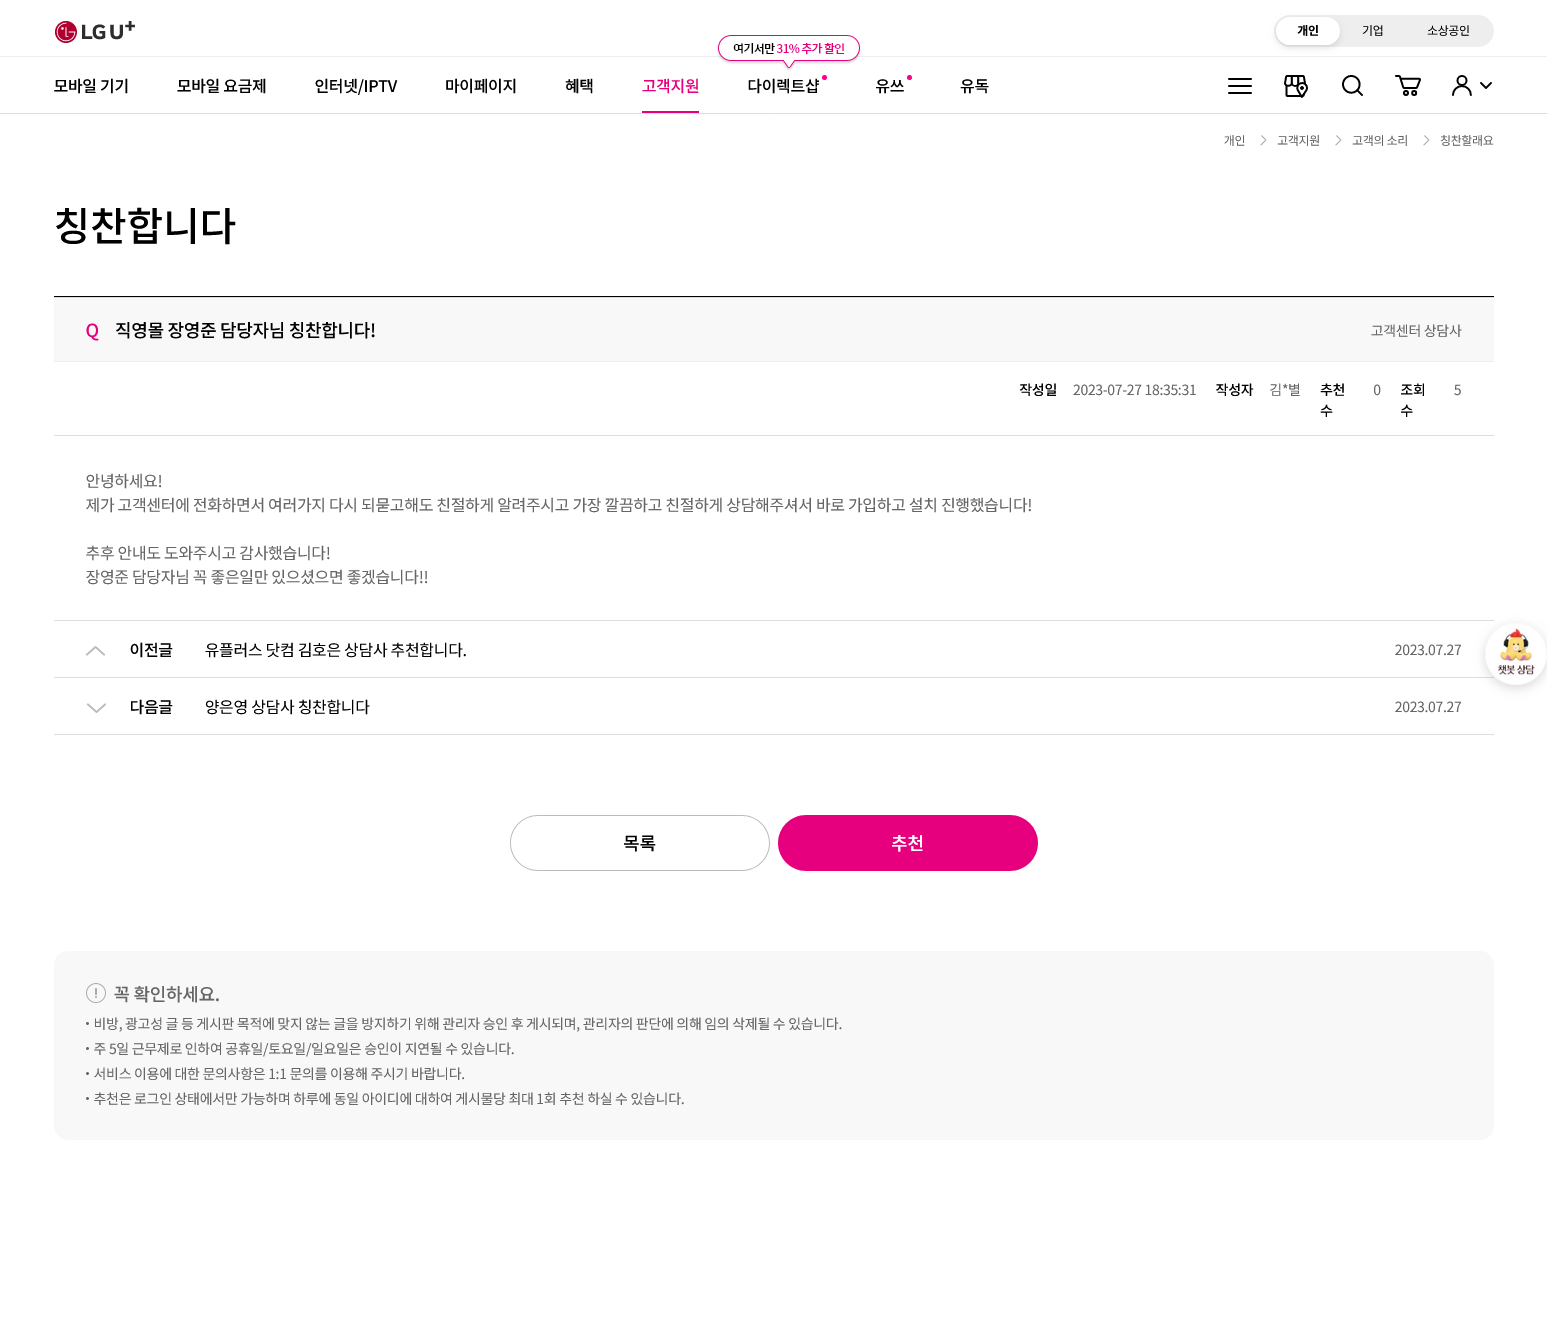 LG U+
개인 기업 소상공인
여기서만 31% 추가 할인
모바일 기기 모바일 요금제 인터넷/IPTV 마이페이지 혜택 고객지원 다이렉트샵 유쓰 유독
개인 고객지원 고객의 소리 칭찬할래요
칭찬합니다
Q 직영몰 장영준 담당자님 칭찬합니다! 고객센터 상담사
작성일 2023-07-27 18:35:31 작성자 김*별 추천수 0 조회수 5
안녕하세요!
제가 고객센터에 전화하면서 여러가지 다시 되묻고해도 친절하게 알려주시고 가장 깔끔하고 친절하게 상담해주셔서 바로 가입하고 설치 진행했습니다!
추후 안내도 도와주시고 감사했습니다!
장영준 담당자님 꼭 좋은일만 있으셨으면 좋겠습니다!!
이전글 유플러스 닷컴 김호은 상담사 추천합니다. 2023.07.27
챗봇 상담
다음글 양은영 상담사 칭찬합니다 2023.07.27
목록 추천
꼭 확인하세요.
• 비방, 광고성 글 등 게시판 목적에 맞지 않는 글을 방지하기 위해 관리자 승인 후 게시되며, 관리자의 판단에 의해 임의 삭제될 수 있습니다.
• 주 5일 근무제로 인하여 공휴일/토요일/일요일은 승인이 지연될 수 있습니다.
• 서비스 이용에 대한 문의사항은 1:1 문의를 이용해 주시기 바랍니다.
• 추천은 로그인 상태에서만 가능하며 하루에 동일 아이디에 대하여 게시물당 최대 1회 추천 하실 수 있습니다.